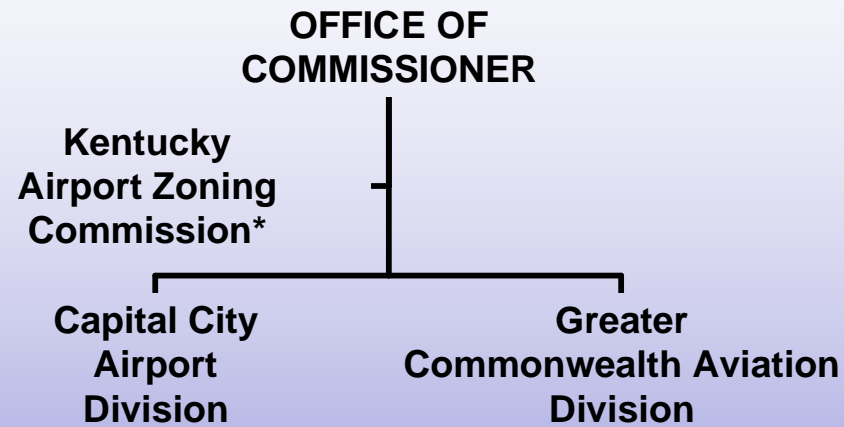 OFFICE OF
COMMISSIONER
Kentucky
Airport Zoning
Commission*
Capital City
Airport
Division
Greater
Commonwealth Aviation
Division